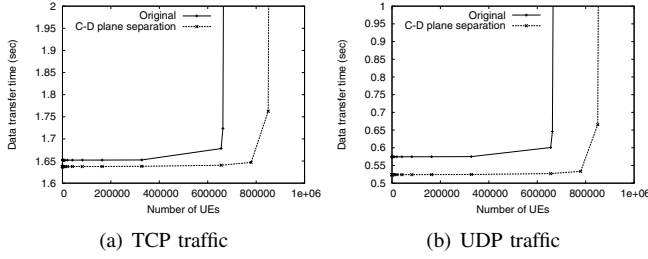 Original
C-D plane separation
Data transfer time (sec)
2
1.95
1.9
1.85
1.8
1.75
1.7
1.65
1.6
0 200000 400000 600000 800000 1e+06
Number of UEs
(a) TCP traffic
Original
C-D plane separation
Data transfer time (sec)
1
0.95
0.9
0.85
0.8
0.75
0.7
0.65
0.6
0.55
0.5
0 200000 400000 600000 800000 1e+06
Number of UEs
(b) UDP traffic